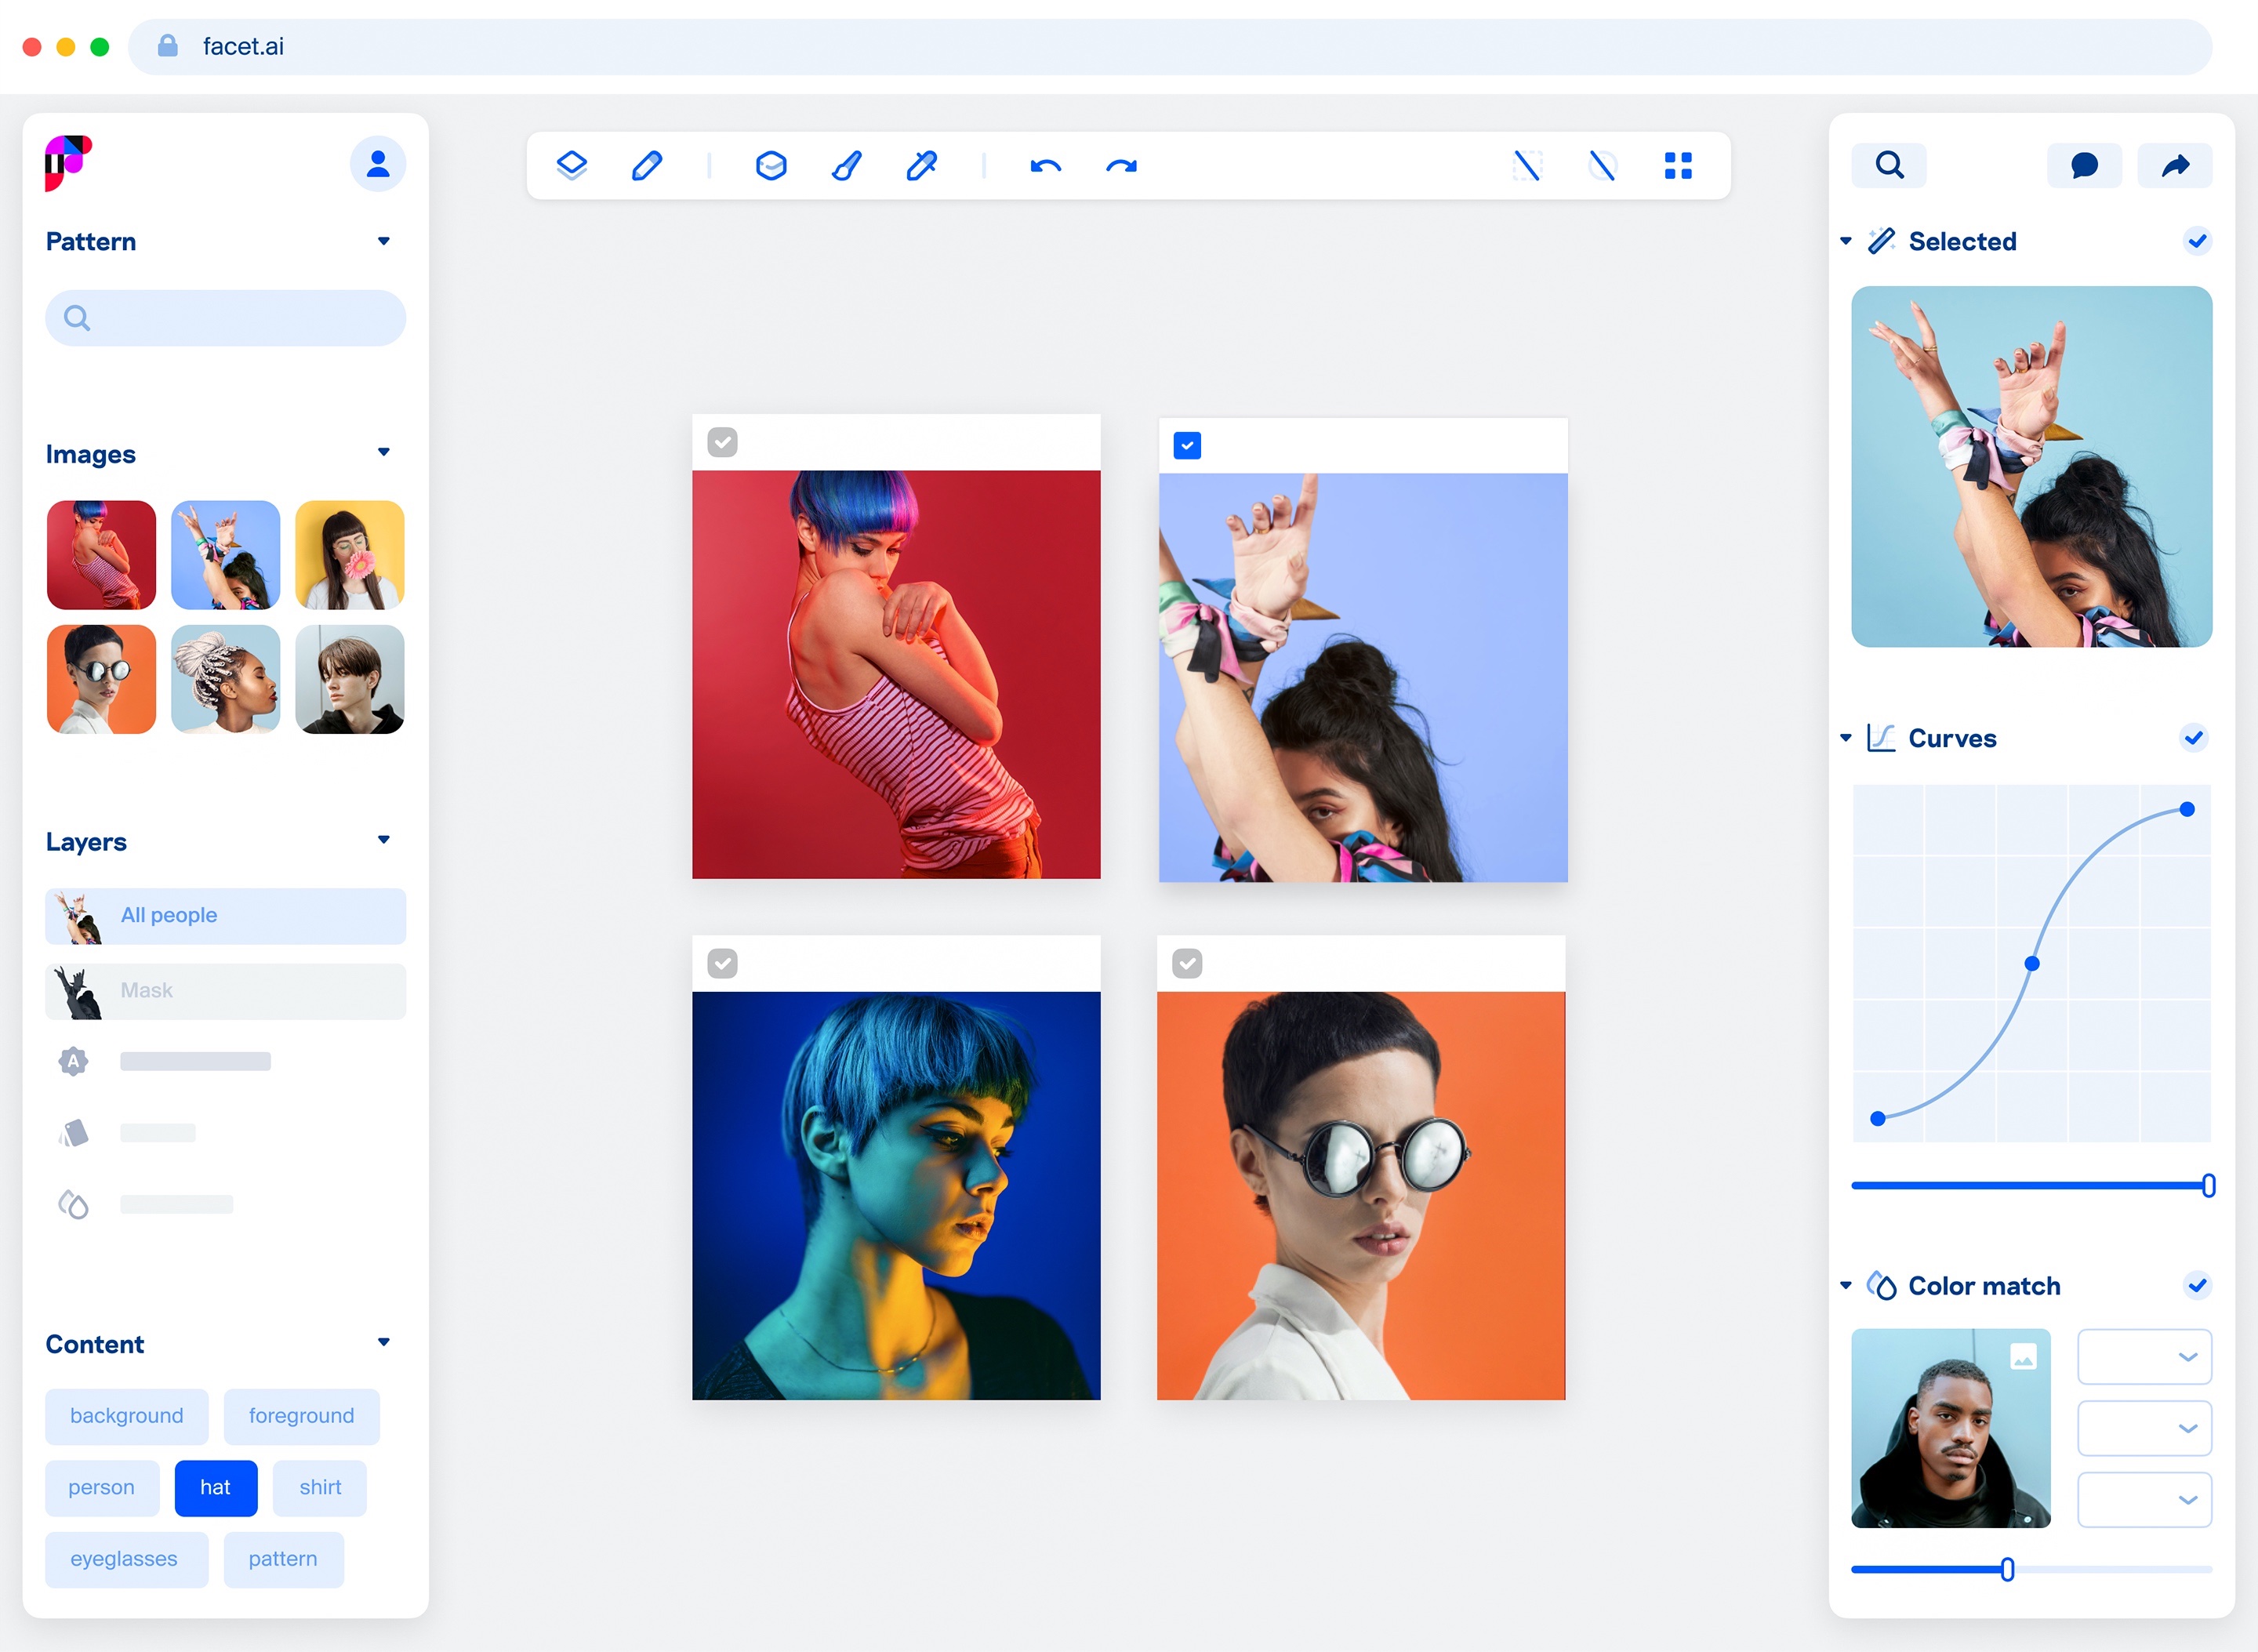 facet.ai
Pattern
Images
Layers
All people
Mask
A
Content
background
foreground
person
hat
shirt
eyeglasses
pattern
Selected
Curves
Color match